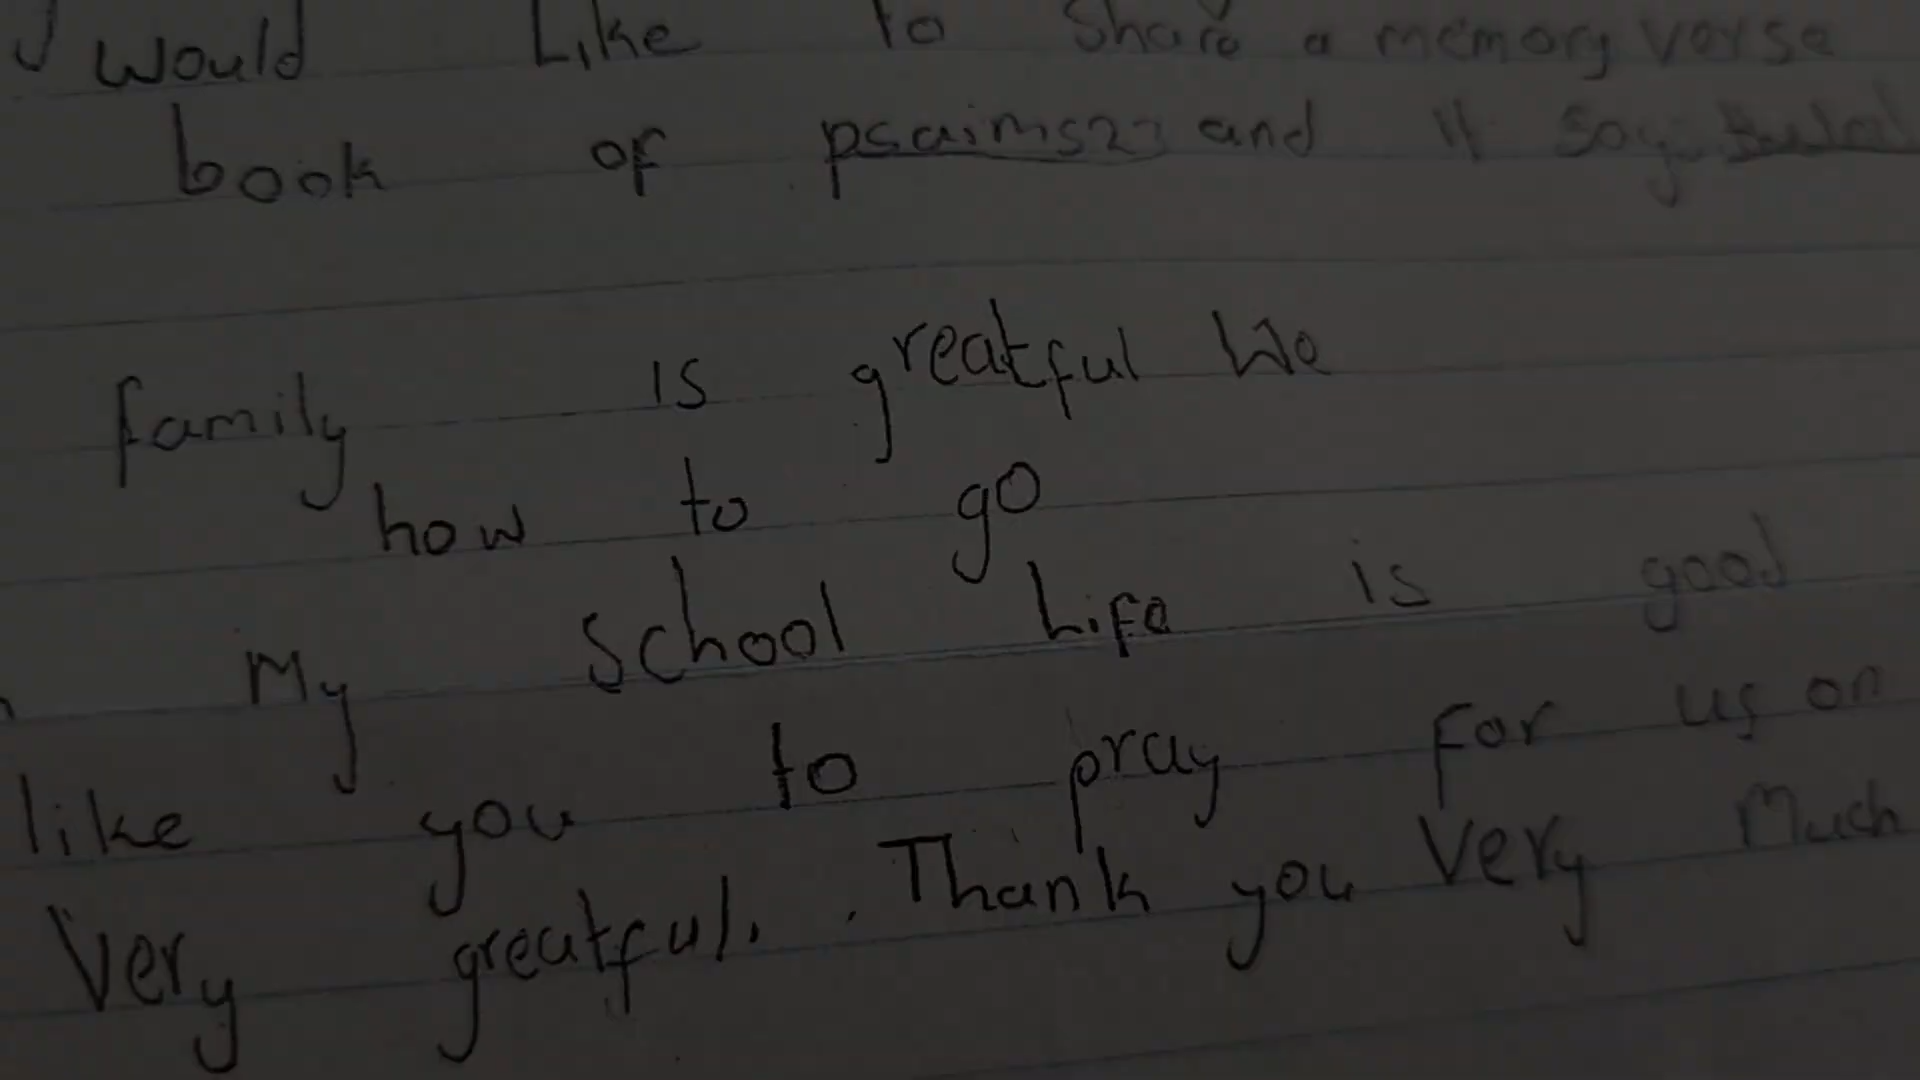 I would Like to Share a memory verse
book of psaims23 and it say
family is greatful We
how to go
My School Life is good
like you to pray for us on
Very greatful. Thank you Very Much